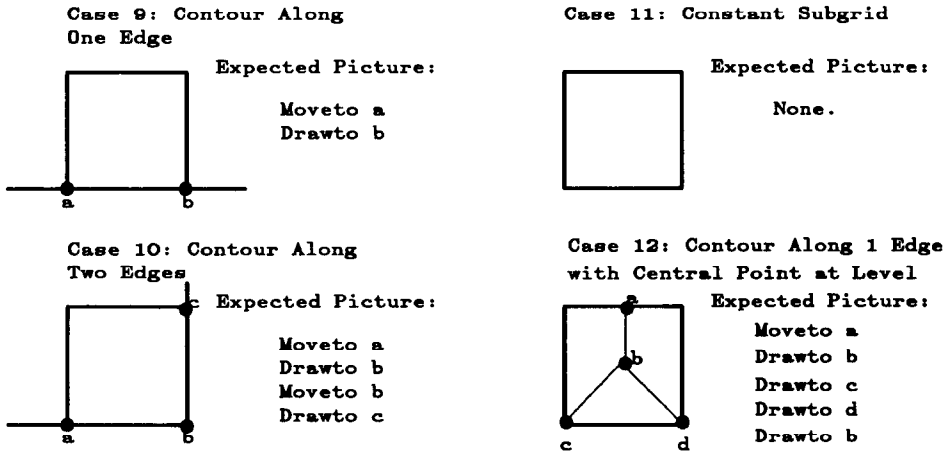 Case 9: Contour Along
One Edge
Expected Picture:
Moveto a
Drawto b
a
b
Case 11: Constant Subgrid
Expected Picture:
None.
Case 10: Contour Along
Two Edges
c
Expected Picture:
Moveto a
Drawto b
Moveto b
Drawto c
a
b
Case 12: Contour Along 1 Edge
with Central Point at Level
a
Expected Picture:
Moveto a
b
Drawto b
Drawto c
Drawto d
Drawto b
c
d